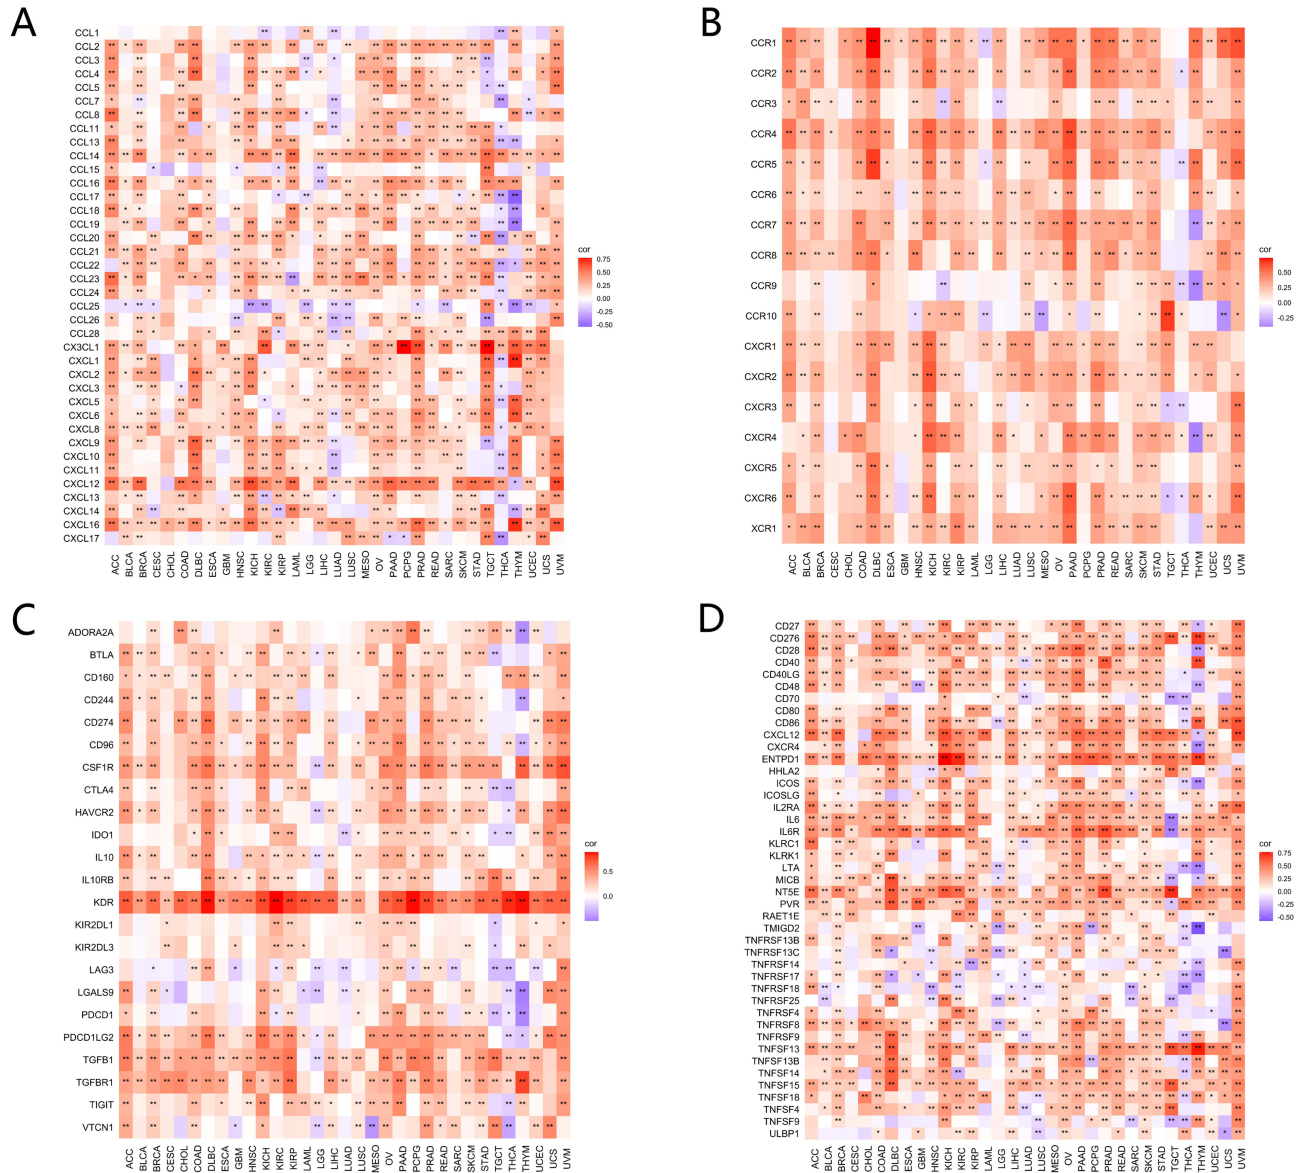 A
CCL1
CCL2
CCL3
CCL4
CCL5
CCL7
CCL8
CCL11
CCL13
CCL14
CCL15
CCL16
CCL17
CCL18
CCL19
CCL20
CCL21
CCL22
CCL23
CCL24
CCL25
CCL26
CCL28
CX3CL1
CXCL1
CXCL2
CXCL3
CXCL5
CXCL6
CXCL8
CXCL9
CXCL10
CXCL11
CXCL12
CXCL13
CXCL14
CXCL16
CXCL17
ACC BLCA BRCA CESC CHOL COAD DLBC ESCA GBM HNSC KICH KIRC KIRP LAML LGG LIHC LUAD LUSC MESO OV PAAD PCPG PRAD READ SARC SKCM STAD TGCT THCA THYM UCEC UCS UVM
cor
0.75
0.50
0.25
0.00
-0.25
-0.50
B
CCR1
CCR2
CCR3
CCR4
CCR5
CCR6
CCR7
CCR8
CCR9
CCR10
CXCR1
CXCR2
CXCR3
CXCR4
CXCR5
CXCR6
XCR1
ACC BLCA BRCA CESC CHOL COAD DLBC ESCA GBM HNSC KICH KIRC KIRP LAML LGG LIHC LUAD LUSC MESO OV PAAD PCPG PRAD READ SARC SKCM STAD TGCT THCA THYM UCEC UCS UVM
cor
0.50
0.25
0.00
-0.25
C
ADORA2A
BTLA
CD160
CD244
CD274
CD96
CSF1R
CTLA4
HAVCR2
IDO1
IL10
IL10RB
KDR
KIR2DL1
KIR2DL3
LAG3
LGALS9
PDCD1
PDCD1LG2
TGFB1
TGFBR1
TIGIT
VTCN1
ACC BLCA BRCA CESC CHOL COAD DLBC ESCA GBM HNSC KICH KIRC KIRP LAML LGG LIHC LUAD LUSC MESO OV PAAD PCPG PRAD READ SARC SKCM STAD TGCT THCA THYM UCEC UCS UVM
cor
0.5
0.0
D
CD27
CD276
CD28
CD40
CD40LG
CD48
CD70
CD80
CD86
CXCL12
CXCR4
ENTPD1
HHLA2
ICOS
ICOSLG
IL2RA
IL6
IL6R
KLRC1
KLRK1
LTA
MICB
NT5E
PVR
RAET1E
TMIGD2
TNFRSF13B
TNFRSF13C
TNFRSF14
TNFRSF17
TNFRSF18
TNFRSF25
TNFRSF4
TNFRSF8
TNFRSF9
TNFSF13
TNFSF13B
TNFSF14
TNFSF15
TNFSF18
TNFSF4
TNFSF9
ULBP1
ACC BLCA BRCA CESC CHOL COAD DLBC ESCA GBM HNSC KICH KIRC KIRP LAML LGG LIHC LUAD LUSC MESO OV PAAD PCPG PRAD READ SARC SKCM STAD TGCT THCA THYM UCEC UCS UVM
cor
0.75
0.50
0.25
0.00
-0.25
-0.50